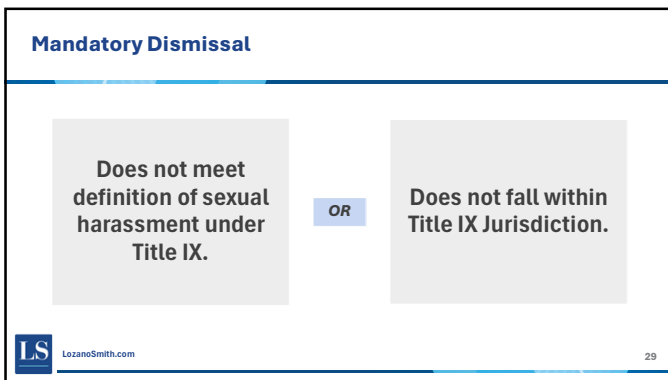 Mandatory Dismissal
Does not meet
definition of sexual
harassment under
Title IX.
OR
Does not fall within
Title IX Jurisdiction.
LS
LozanoSmith.com
29